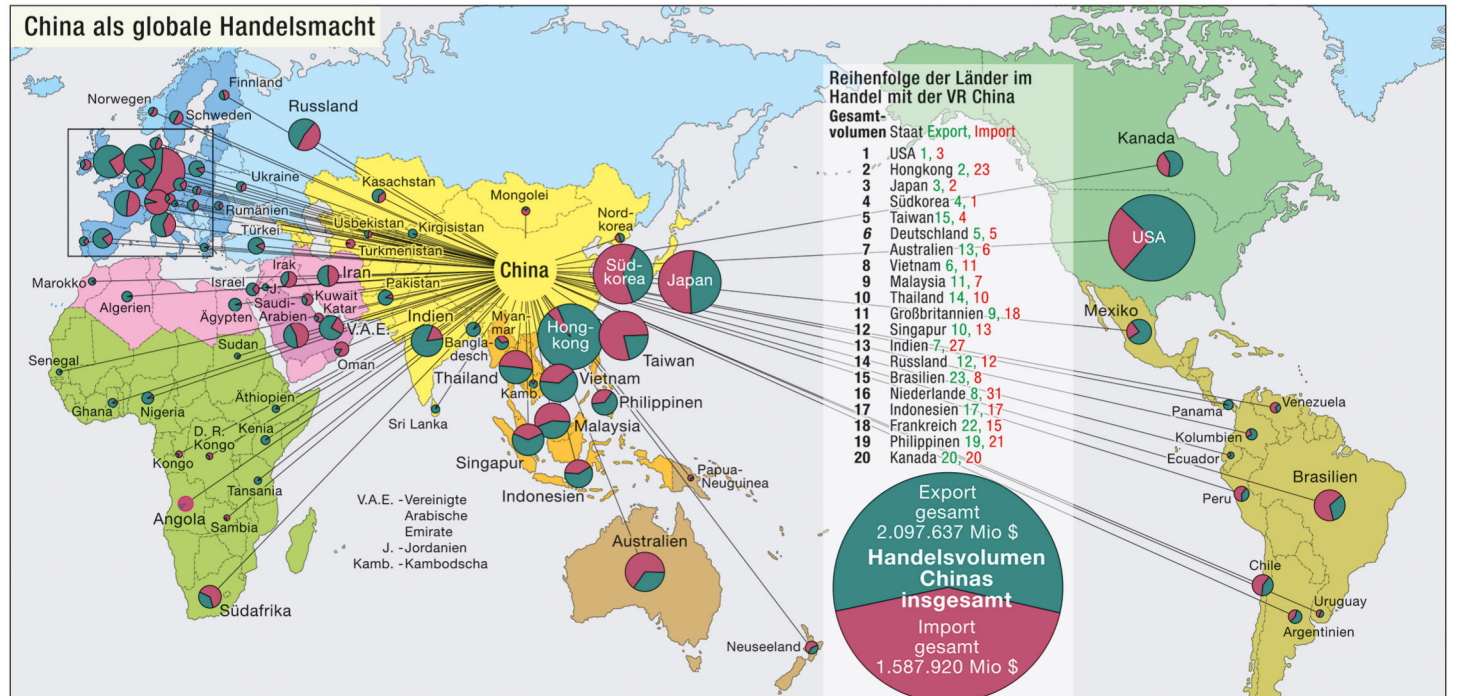 China als globale Handelsmacht
Finnland
Norwegen
Schweden
Russland
Ukraine
Rumänien
Türkei
Kasachstan
Mongolei
Usbekistan
Kirgisistan
Turkmenistan
Nord-
korea
China
Süd-
korea
Japan
Marokko
Algerien
Israel
J.
Irak
Iran
Ägypten
Saudi-
Arabien
Kuwait
Katar
V.A.E.
Oman
Pakistan
Indien
Bangla-
desch
Myan-
mar
Hong-
kong
Taiwan
Thailand
Kamb.
Vietnam
Philippinen
Malaysia
Singapur
Indonesien
Sri Lanka
Papua-
Neuguinea
Senegal
Sudan
Ghana
Nigeria
Äthiopien
Kenia
D. R.
Kongo
Kongo
Tansania
Angola
Sambia
Südafrika
V.A.E. - Vereinigte
Arabische
Emirate
J. - Jordanien
Kamb. - Kambodscha
Australien
Neuseeland
Reihenfolge der Länder im
Handel mit der VR China
Gesamt-
volumen Staat Export, Import
1 USA 1, 3
2 Hongkong 2, 23
3 Japan 3, 2
4 Südkorea 4, 1
5 Taiwan15, 4
6 Deutschland 5, 5
7 Australien 13, 6
8 Vietnam 6, 11
9 Malaysia 11, 7
10 Thailand 14, 10
11 Großbritannien 9, 18
12 Singapur 10, 13
13 Indien 7, 27
14 Russland 12, 12
15 Brasilien 23, 8
16 Niederlande 8, 31
17 Indonesien 17, 17
18 Frankreich 22, 15
19 Philippinen 19, 21
20 Kanada 20, 20
Export
gesamt
2.097.637 Mio $
Handelsvolumen
Chinas
insgesamt
Import
gesamt
1.587.920 Mio $
Kanada
USA
Mexiko
Panama
Venezuela
Kolumbien
Ecuador
Peru
Brasilien
Chile
Uruguay
Argentinien